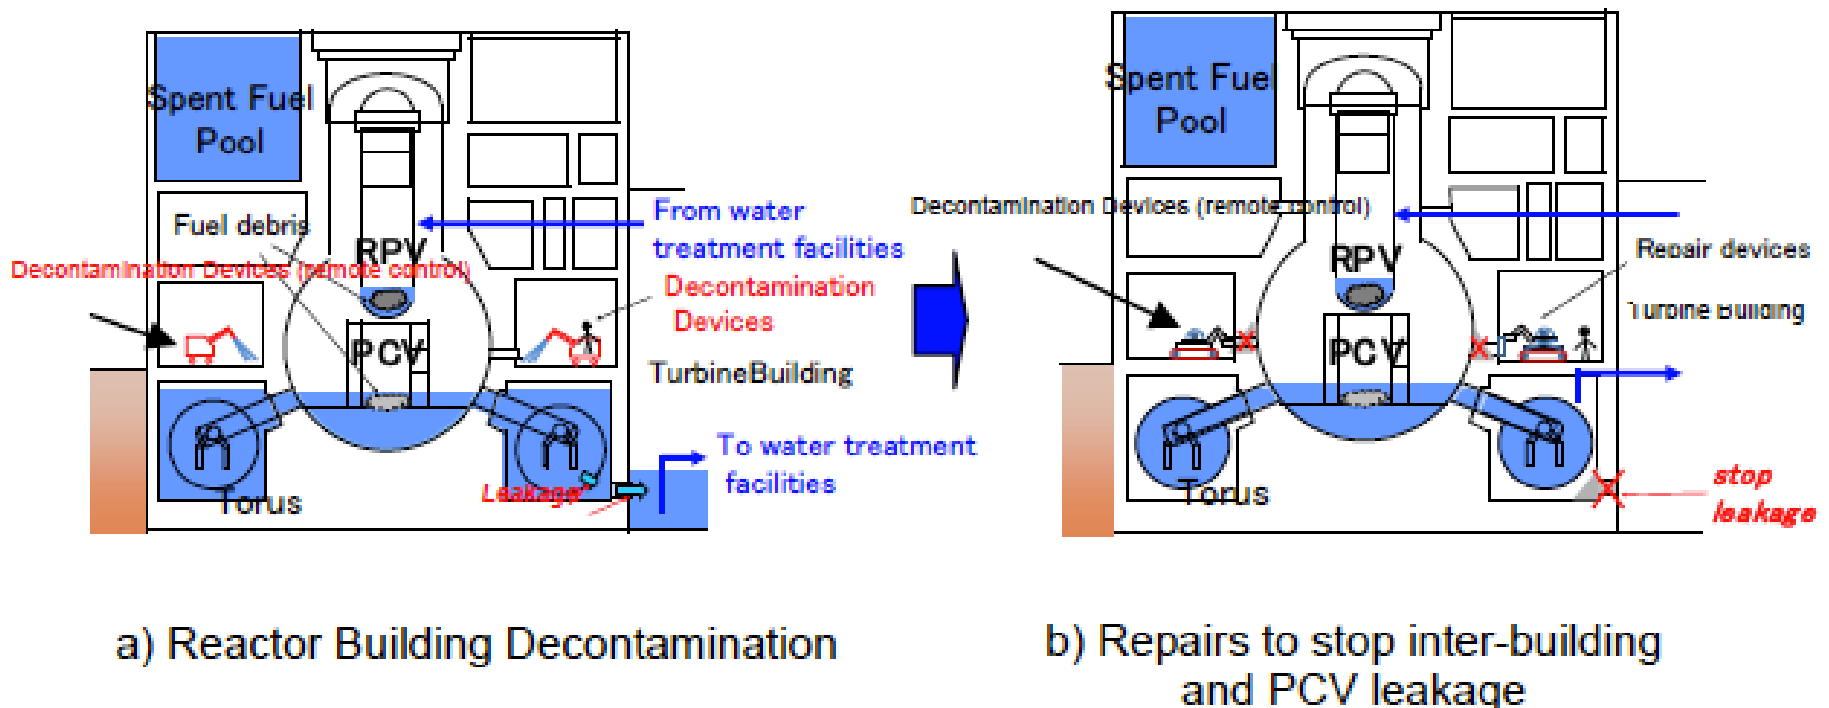 Spent Fuel
Pool
Fuel debris
RPV
Decontamination Devices (remote control)
From water
treatment facilities
Decontamination
Devices
PCV
TurbineBuilding
To water treatment
facilities
Leakage
Torus
a) Reactor Building Decontamination
Spent Fuel
Pool
Decontamination Devices (remote control)
RPV
Repair devices
Turbine Building
PCV
Torus
stop
leakage
b) Repairs to stop inter-building
and PCV leakage